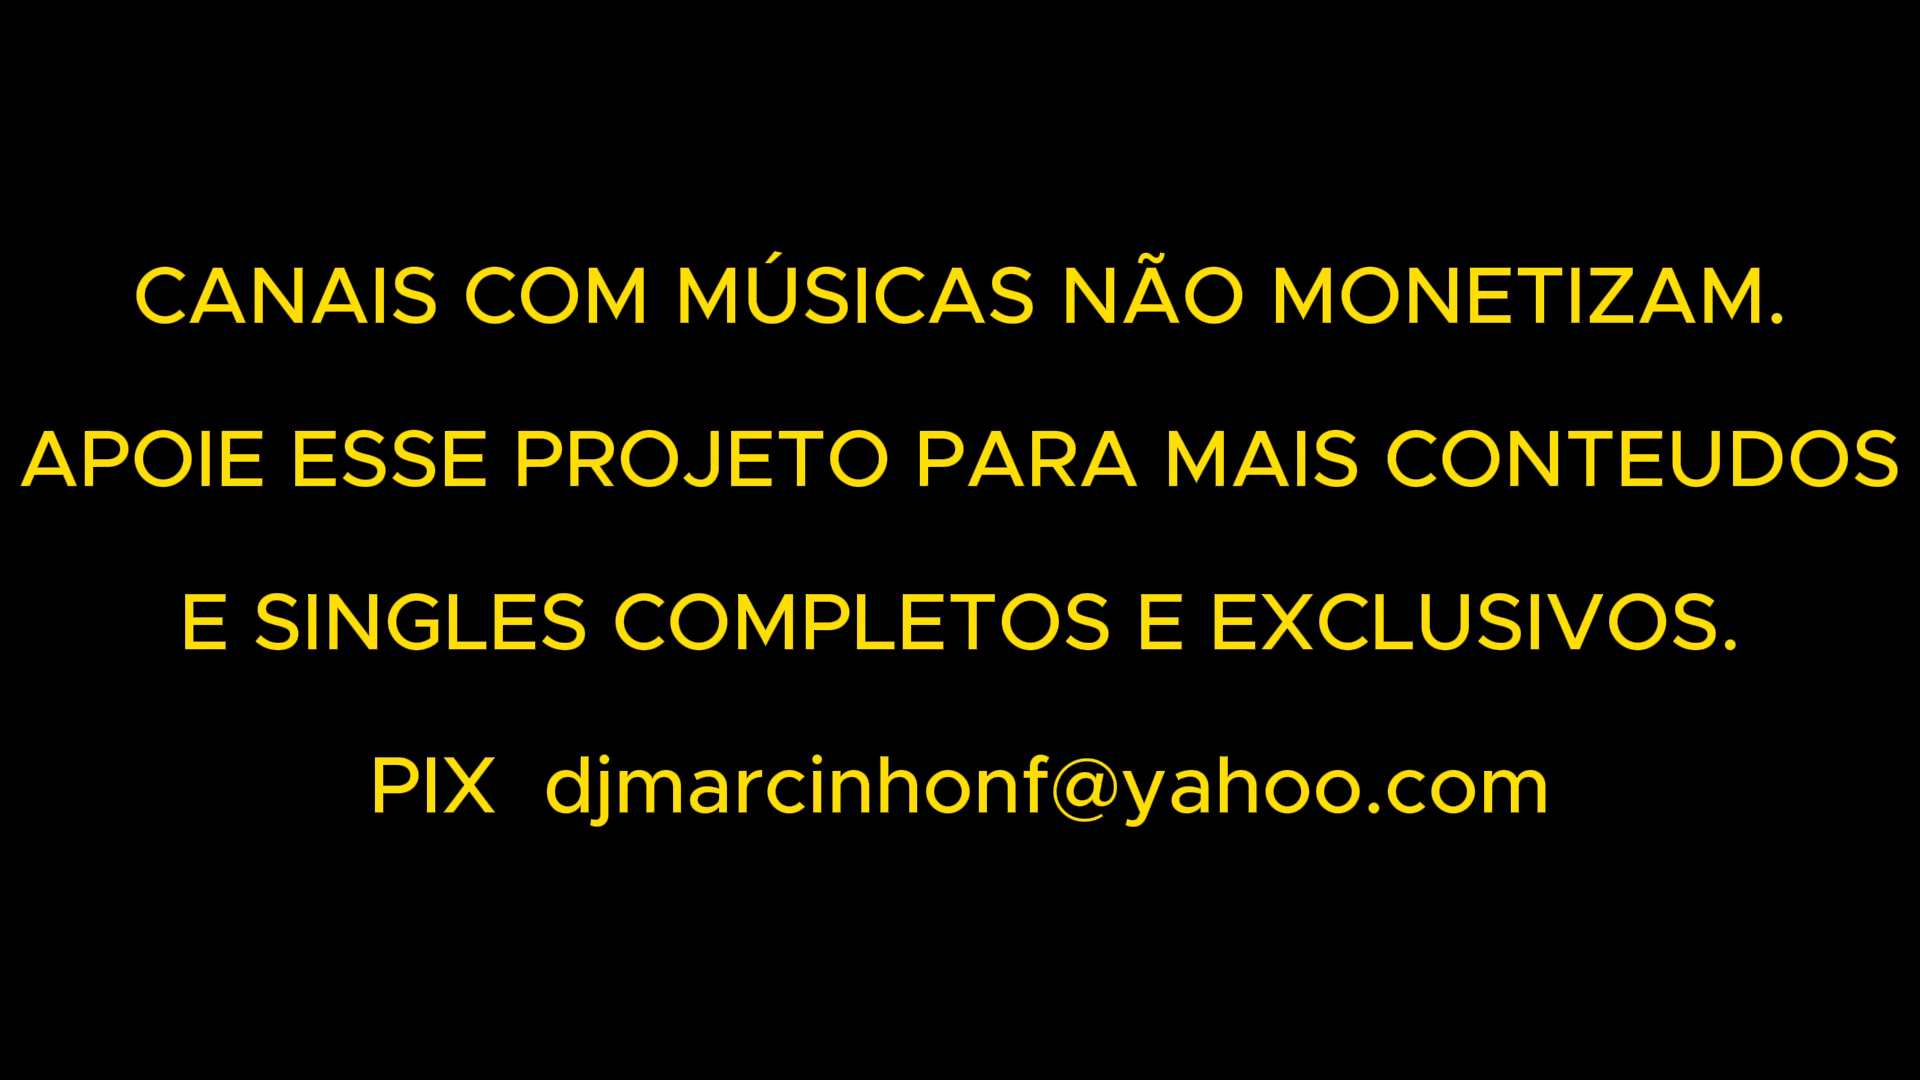 CANAIS COM MÚSICAS NÃO MONETIZAM.
APOIE ESSE PROJETO PARA MAIS CONTEUDOS
E SINGLES COMPLETOS E EXCLUSIVOS.
PIX  djmarcinhonf@yahoo.com